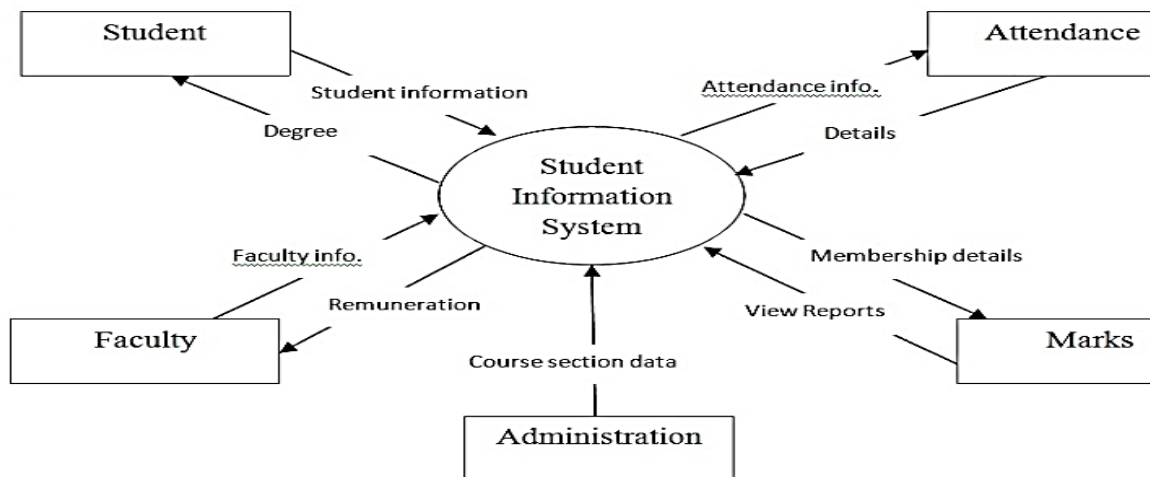 Student
Attendance
Student information
Attendance info.
Degree
Details
Student
Information
System
Faculty info.
Membership details
Remuneration
View Reports
Faculty
Marks
Course section data
Administration